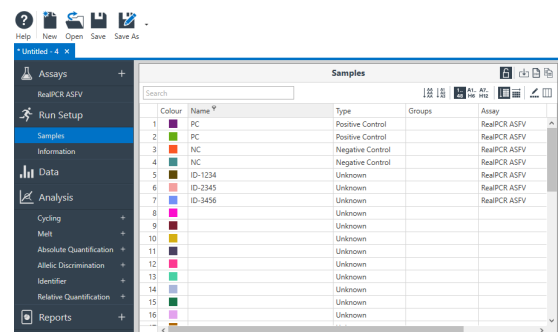 Help New Open Save Save As
* Untitled - 4 ×
Assays +
RealPCR ASFV
Run Setup
Samples
Information
Data
Analysis
Cycling +
Melt +
Absolute Quantification +
Allelic Discrimination +
Identifier +
Relative Quantification +
Reports +
Samples
Search
Colour Name Type Groups Assay
1 PC Positive Control RealPCR ASFV
2 PC Positive Control RealPCR ASFV
3 NC Negative Control RealPCR ASFV
4 NC Negative Control RealPCR ASFV
5 ID-1234 Unknown RealPCR ASFV
6 ID-2345 Unknown RealPCR ASFV
7 ID-3456 Unknown RealPCR ASFV
8 Unknown
9 Unknown
10 Unknown
11 Unknown
12 Unknown
13 Unknown
14 Unknown
15 Unknown
16 Unknown